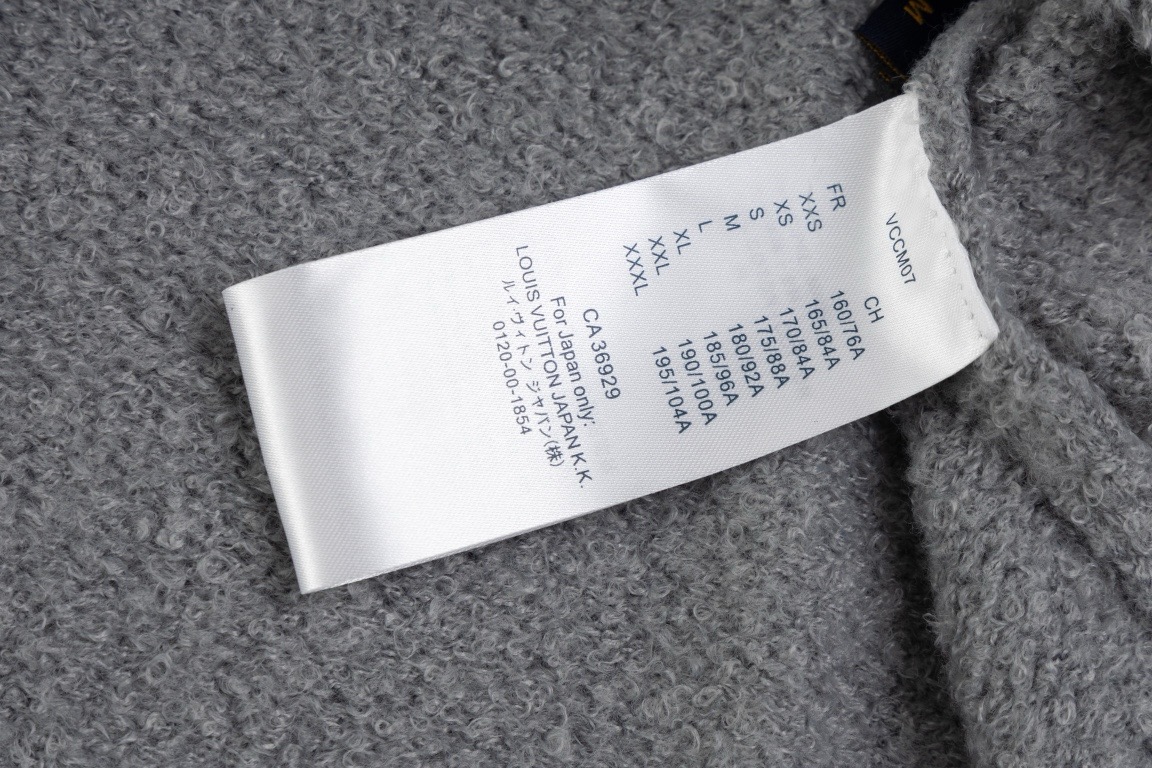 M
VCCM07
FR CH
XXS 160/76A
XS 165/84A
S 170/84A
M 175/88A
L 180/92A
XL 185/96A
XXL 190/100A
XXXL 195/104A
CA 36929
For Japan only:
LOUIS VUITTON JAPAN K.K.
ルイ・ヴィトン ジャパン(株)
0120-00-1854